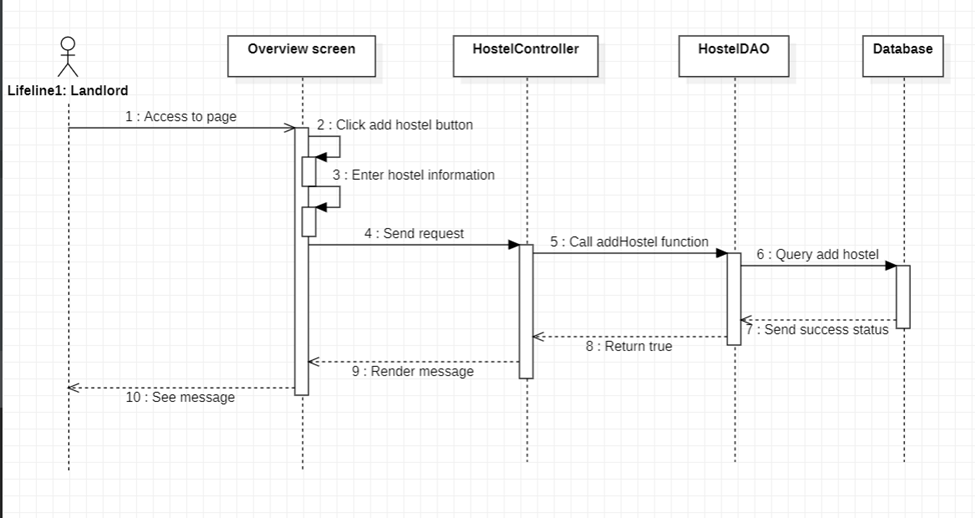 Overview screen
HostelController
HostelDAO
Database
Lifeline1: Landlord
1 : Access to page
2 : Click add hostel button
3 : Enter hostel information
4 : Send request
5 : Call addHostel function
6 : Query add hostel
7 : Send success status
8 : Return true
9 : Render message
10 : See message